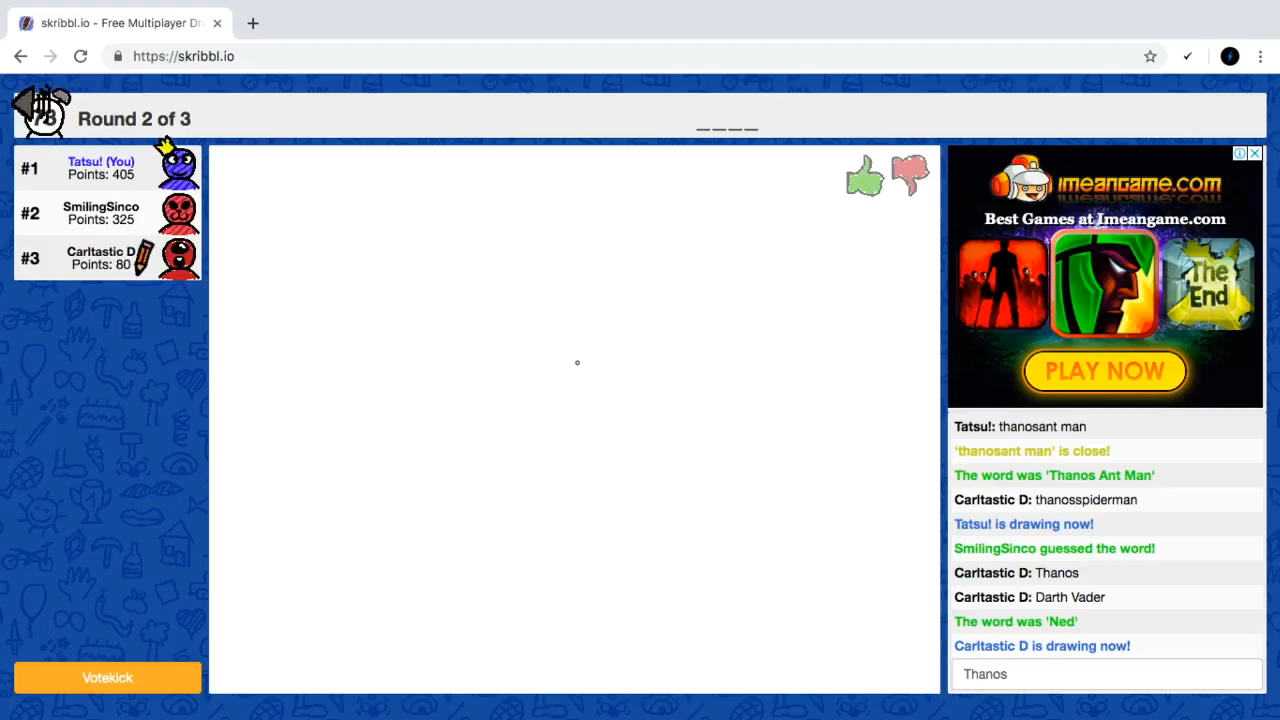 skribbl.io - Free Multiplayer Dr
https://skribbl.io
Round 2 of 3
____
#1
Tatsu! (You)
Points: 405
#2
SmilingSinco
Points: 325
#3
Carltastic D
Points: 80
Votekick
imeangame.com
Best Games at Imeangame.com
The End
PLAY NOW
Tatsu!: thanosant man
'thanosant man' is close!
The word was 'Thanos Ant Man'
Carltastic D: thanosspiderman
Tatsu! is drawing now!
SmilingSinco guessed the word!
Carltastic D: Thanos
Carltastic D: Darth Vader
The word was 'Ned'
Carltastic D is drawing now!
Thanos